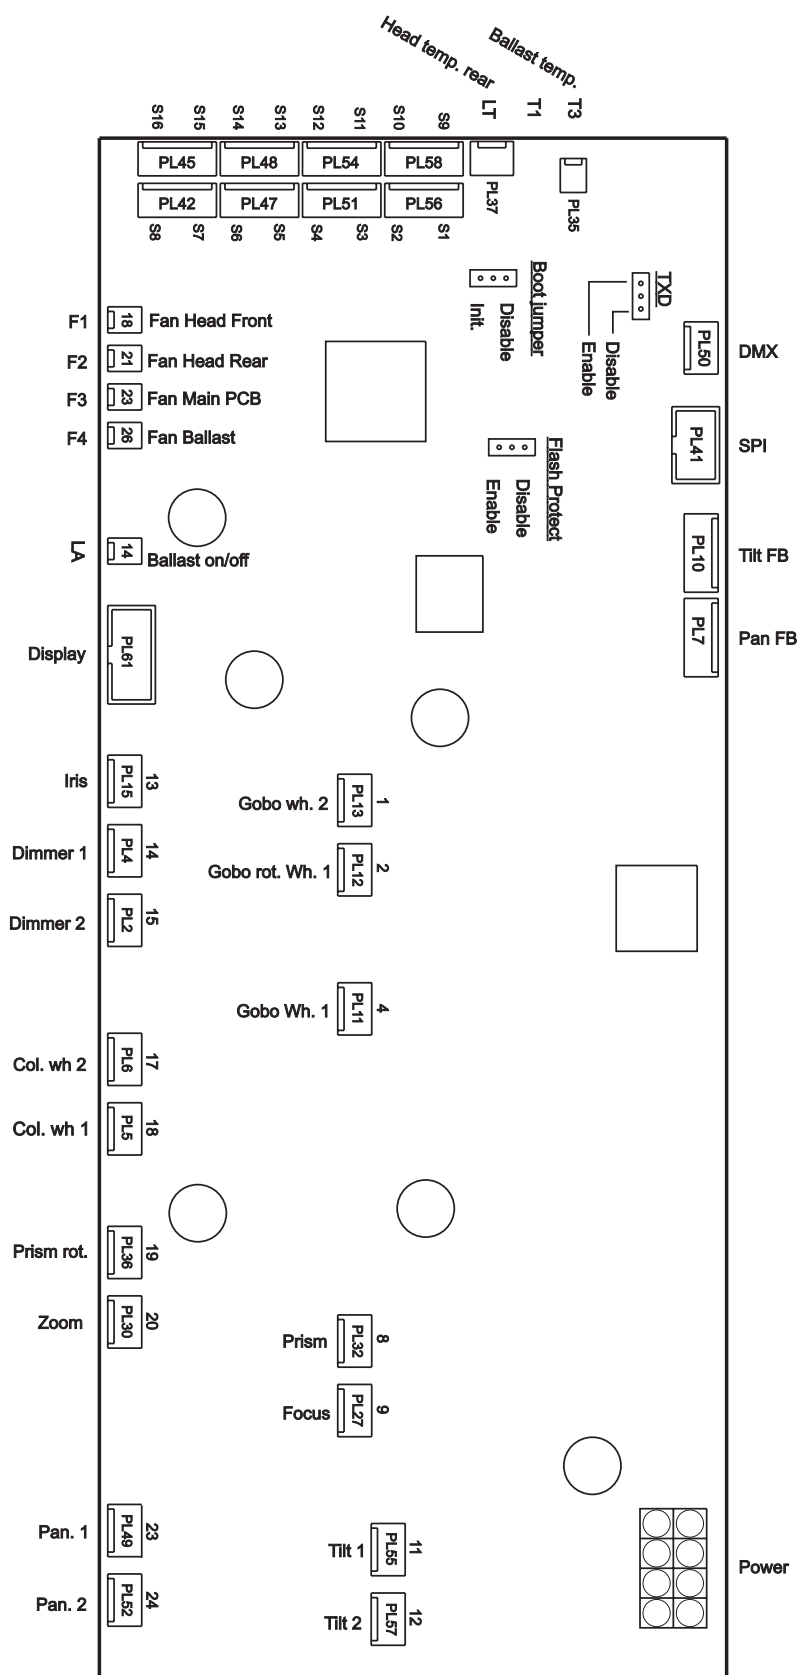 Head temp. rear
Ballast temp.
S16 S15 S14 S13 S12 S11 S10 S9 LT T1 T3
PL45 PL48 PL54 PL58
PL42 PL47 PL51 PL56
PL37
PL35
S8 S7 S6 S5 S4 S3 S2 S1
Boot jumper
Disable
Init.
TXD
Disable
Enable
F1 18 Fan Head Front
F2 21 Fan Head Rear
F3 23 Fan Main PCB
F4 26 Fan Ballast
PL50 DMX
PL41 SPI
Flash Protect
Disable
Enable
LA 14 Ballast on/off
PL10 Tilt FB
PL7 Pan FB
Display PL61
Iris PL15 13
Gobo wh. 2 PL13 1
Dimmer 1 PL4 14
Gobo rot. Wh. 1 PL12 2
Dimmer 2 PL2 15
Gobo Wh. 1 PL11 4
Col. wh 2 PL6 17
Col. wh 1 PL5 18
Prism rot. PL36 19
Zoom PL30 20
Prism PL32 8
Focus PL27 9
Pan. 1 PL49 23
Tilt 1 PL55 11
Power
Pan. 2 PL52 24
Tilt 2 PL57 12